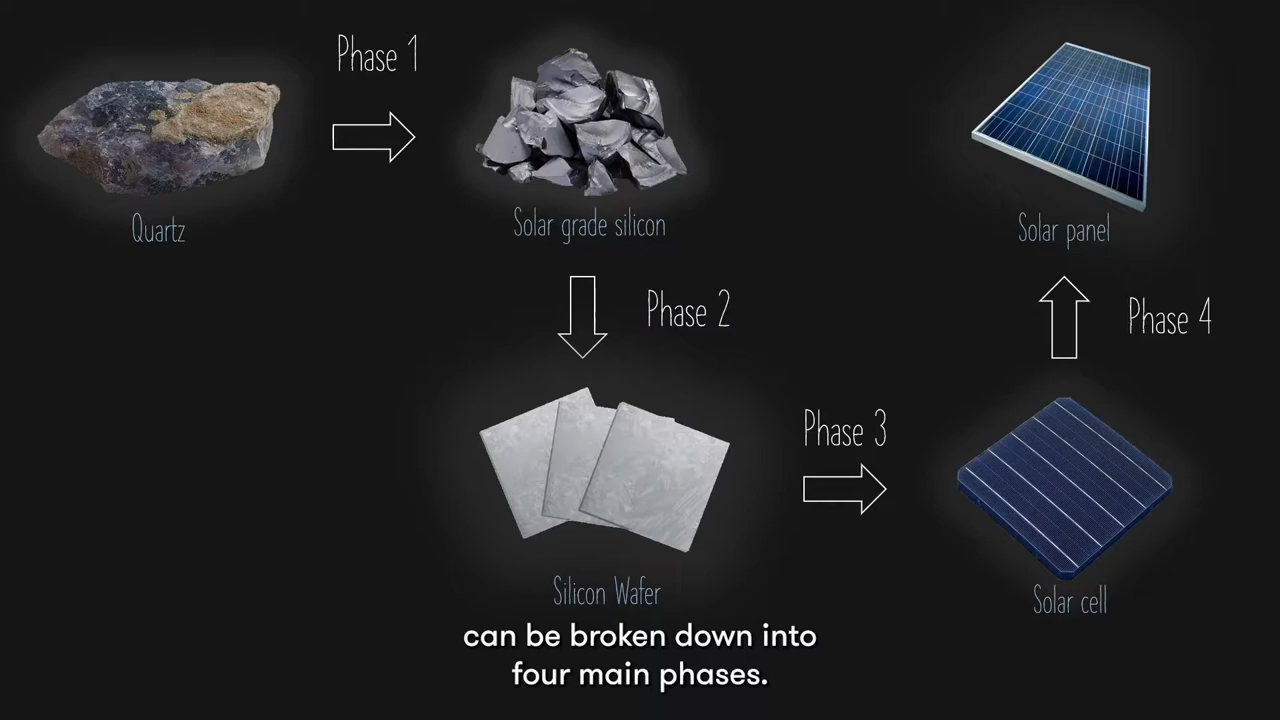 Phase 1
Quartz
Solar grade silicon
Solar panel
Phase 2
Phase 4
Phase 3
Silicon Wafer
Solar cell
can be broken down into
four main phases.